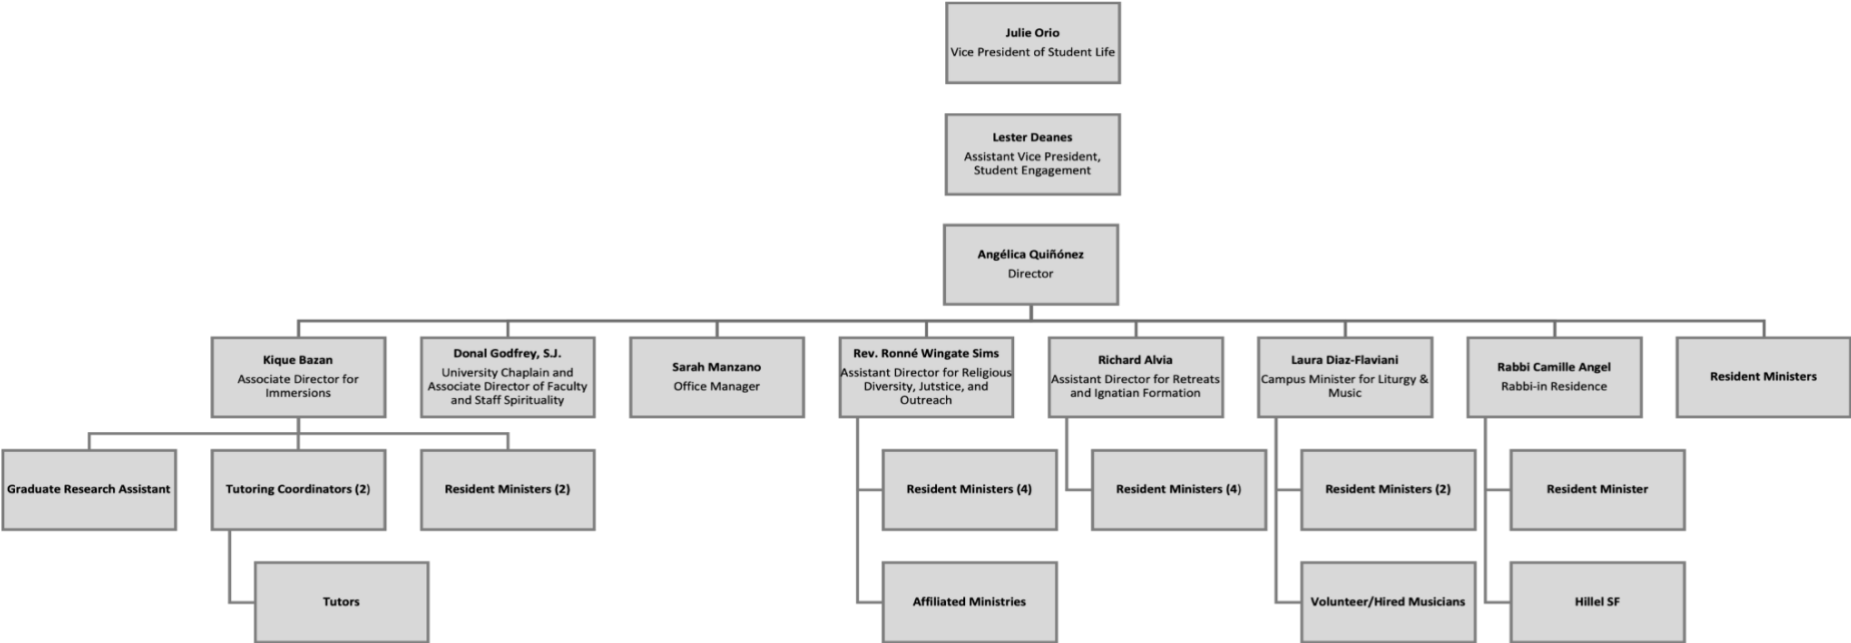 Julie Orio
Vice President of Student Life
Lester Deanes
Assistant Vice President,
Student Engagement
Angélica Quiñónez
Director
Kique Bazan
Associate Director for
Immersions
Donal Godfrey, S.J.
University Chaplain and
Associate Director of Faculty
and Staff Spirituality
Sarah Manzano
Office Manager
Rev. Ronné Wingate Sims
Assistant Director for Religious
Diversity, Jutstice, and
Outreach
Richard Alvia
Assistant Director for Retreats
and Ignatian Formation
Laura Diaz-Flaviani
Campus Minister for Liturgy &
Music
Rabbi Camille Angel
Rabbi-in Residence
Resident Ministers
Graduate Research Assistant
Tutoring Coordinators (2)
Resident Ministers (2)
Resident Ministers (4)
Resident Ministers (4)
Resident Ministers (2)
Resident Minister
Tutors
Affiliated Ministries
Volunteer/Hired Musicians
Hillel SF